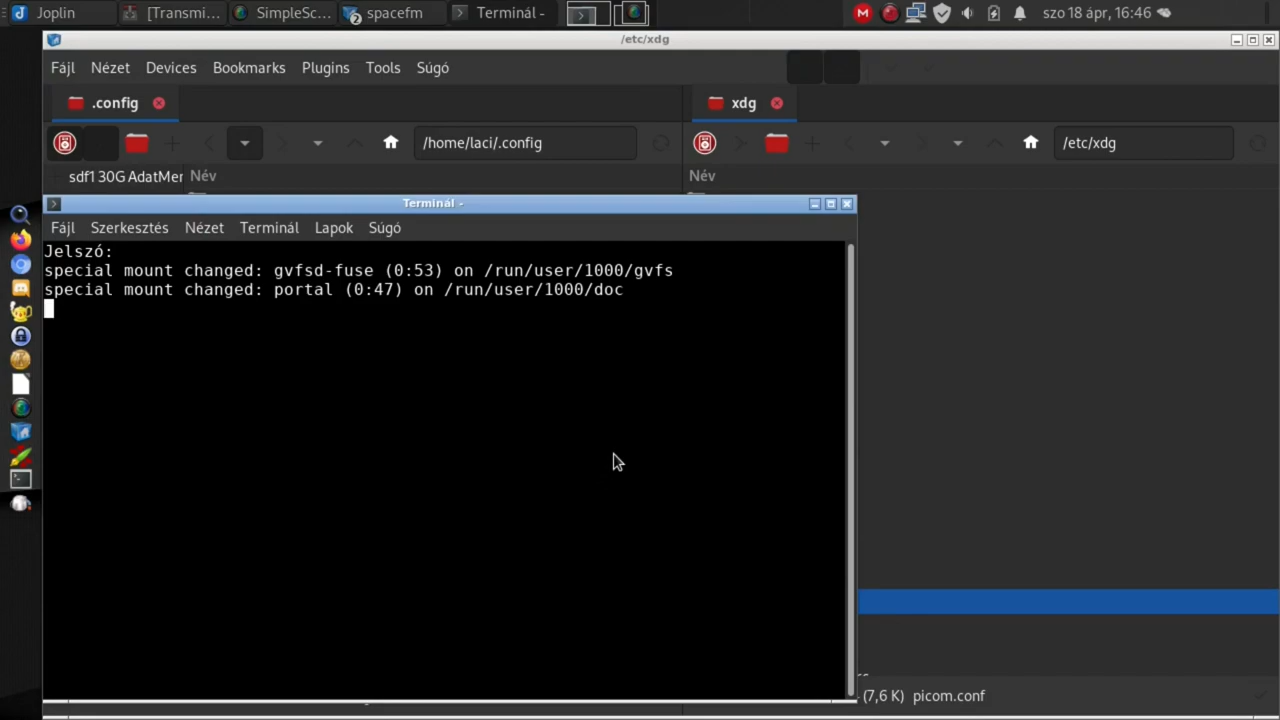 Joplin [Transmi... SimpleSc... 2 spacefm Terminál - M szo 18 ápr, 16:46
/etc/xdg
Fájl Nézet Devices Bookmarks Plugins Tools Súgó
.config xdg
/home/laci/.config /etc/xdg
sdf1 30G AdatMer Név Név
Terminál -
Fájl Szerkesztés Nézet Terminál Lapok Súgó
Jelszó:
special mount changed: gvfsd-fuse (0:53) on /run/user/1000/gvfs
special mount changed: portal (0:47) on /run/user/1000/doc
(7,6 K) picom.conf